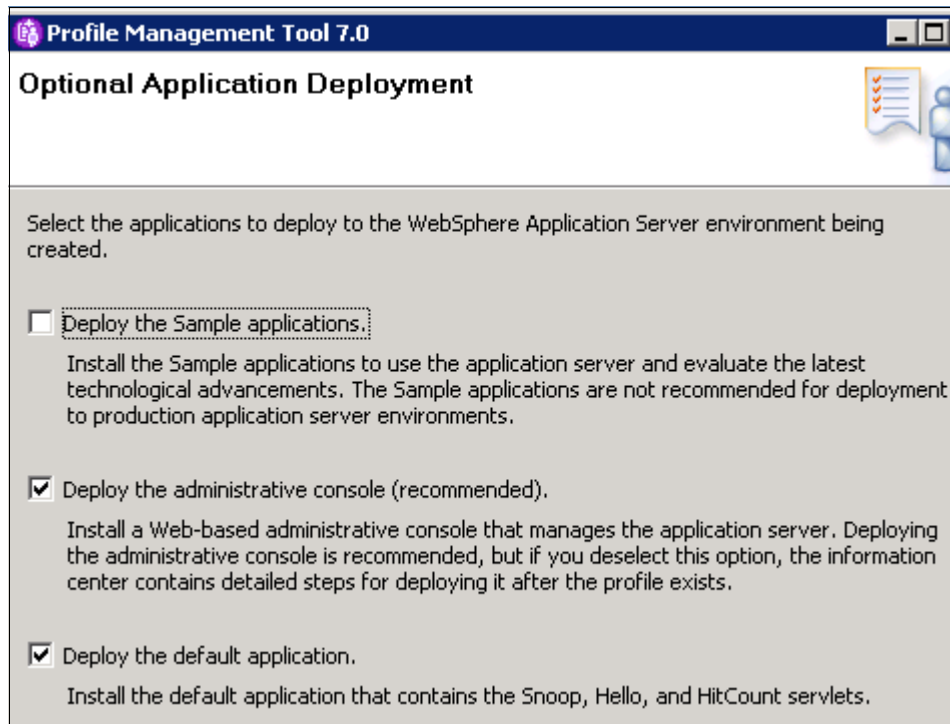 Profile Management Tool 7.0
Optional Application Deployment
Select the applications to deploy to the WebSphere Application Server environment being
created.
Deploy the Sample applications.
Install the Sample applications to use the application server and evaluate the latest
technological advancements. The Sample applications are not recommended for deployment
to production application server environments.
Deploy the administrative console (recommended).
Install a Web-based administrative console that manages the application server. Deploying
the administrative console is recommended, but if you deselect this option, the information
center contains detailed steps for deploying it after the profile exists.
Deploy the default application.
Install the default application that contains the Snoop, Hello, and HitCount servlets.